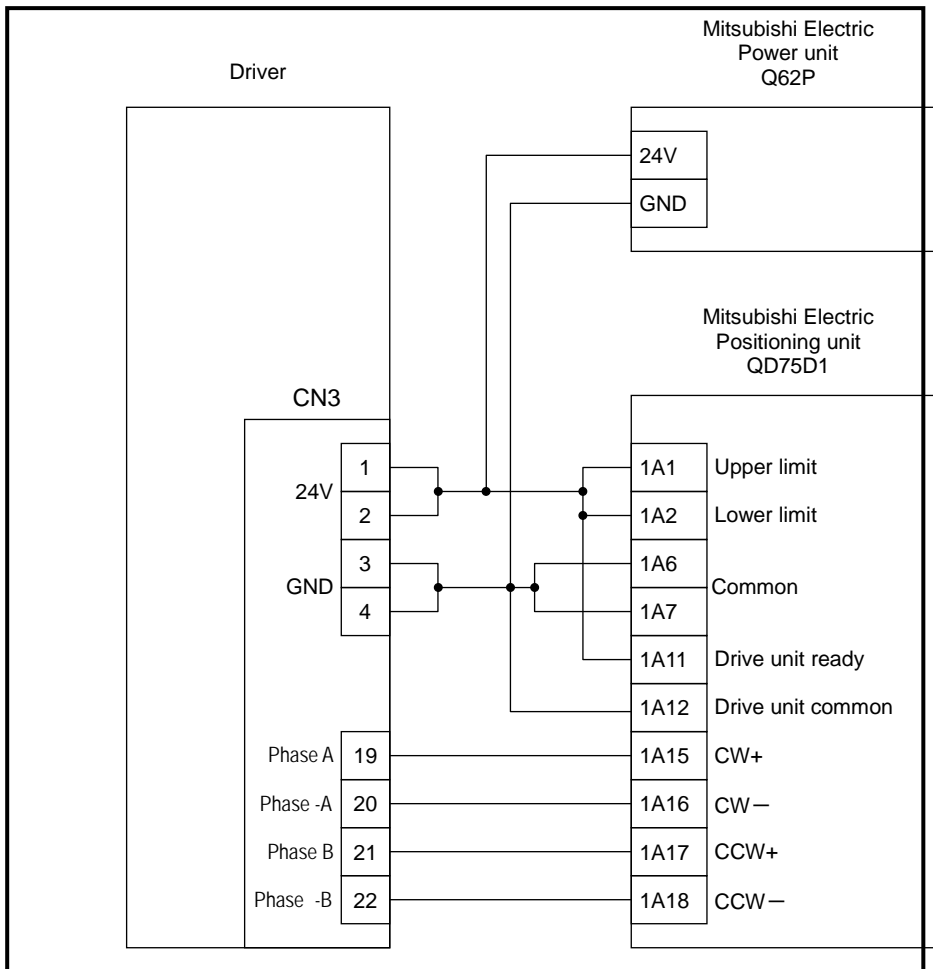 Driver
Mitsubishi Electric
Power unit
Q62P
24V
GND
Mitsubishi Electric
Positioning unit
QD75D1
CN3
24V
GND
1
2
3
4
1A1 Upper limit
1A2 Lower limit
1A6
Common
1A7
1A11 Drive unit ready
1A12 Drive unit common
Phase A 19
1A15 CW+
Phase -A 20
1A16 CW−
Phase B 21
1A17 CCW+
Phase -B 22
1A18 CCW−